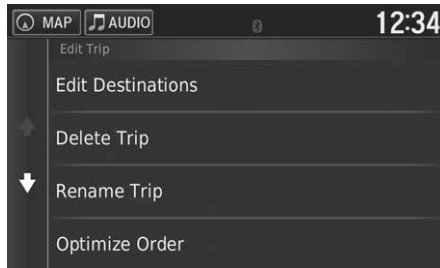 MAP AUDIO 12:34
Edit Trip
Edit Destinations
Delete Trip
Rename Trip
Optimize Order